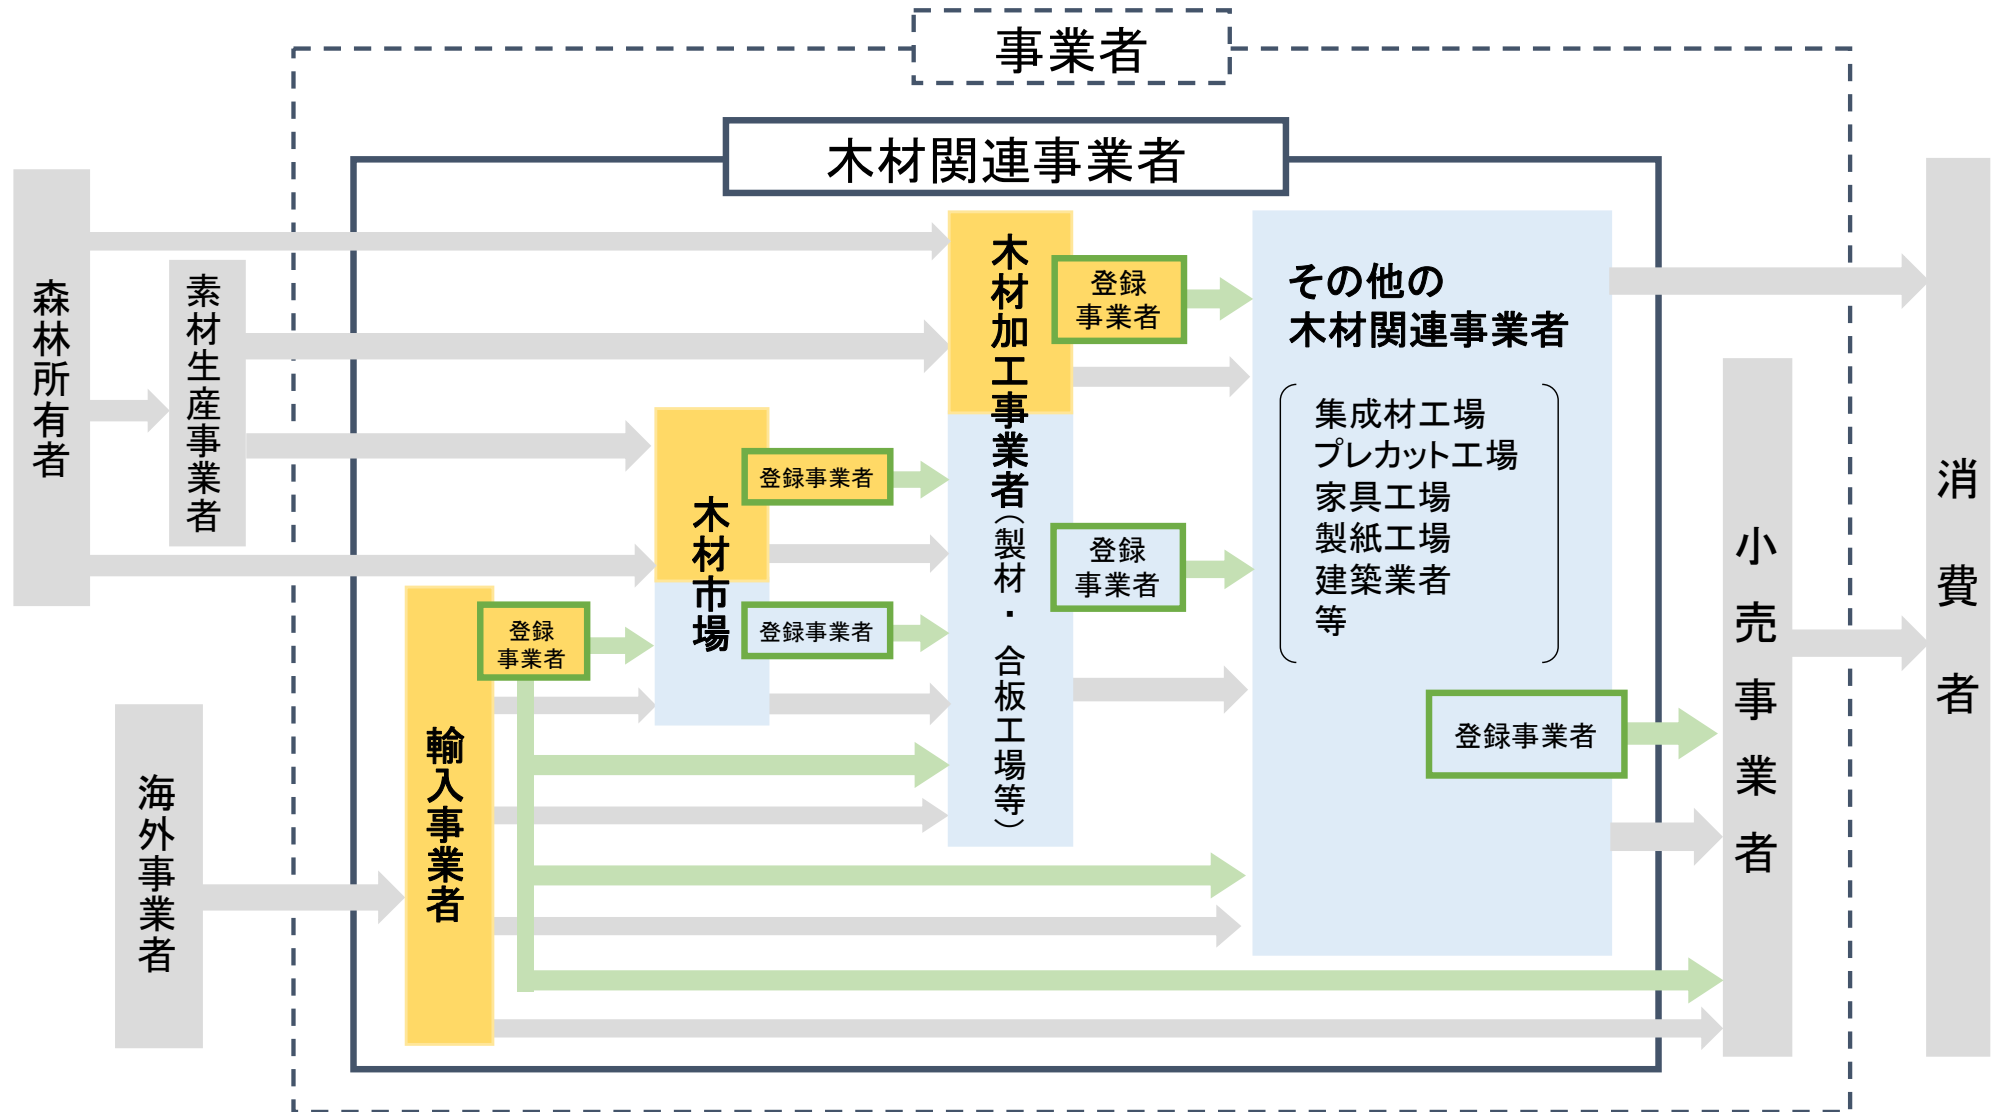 事業者
木材関連事業者
森林所有者
素材生産事業者
海外事業者
輸入事業者
登録
事業者
木材市場
登録事業者
登録事業者
木材加工事業者(製材・合板工場等)
登録
事業者
登録
事業者
その他の
木材関連事業者
集成材工場
プレカット工場
家具工場
製紙工場
建築業者
等
登録事業者
小売事業者
消費者